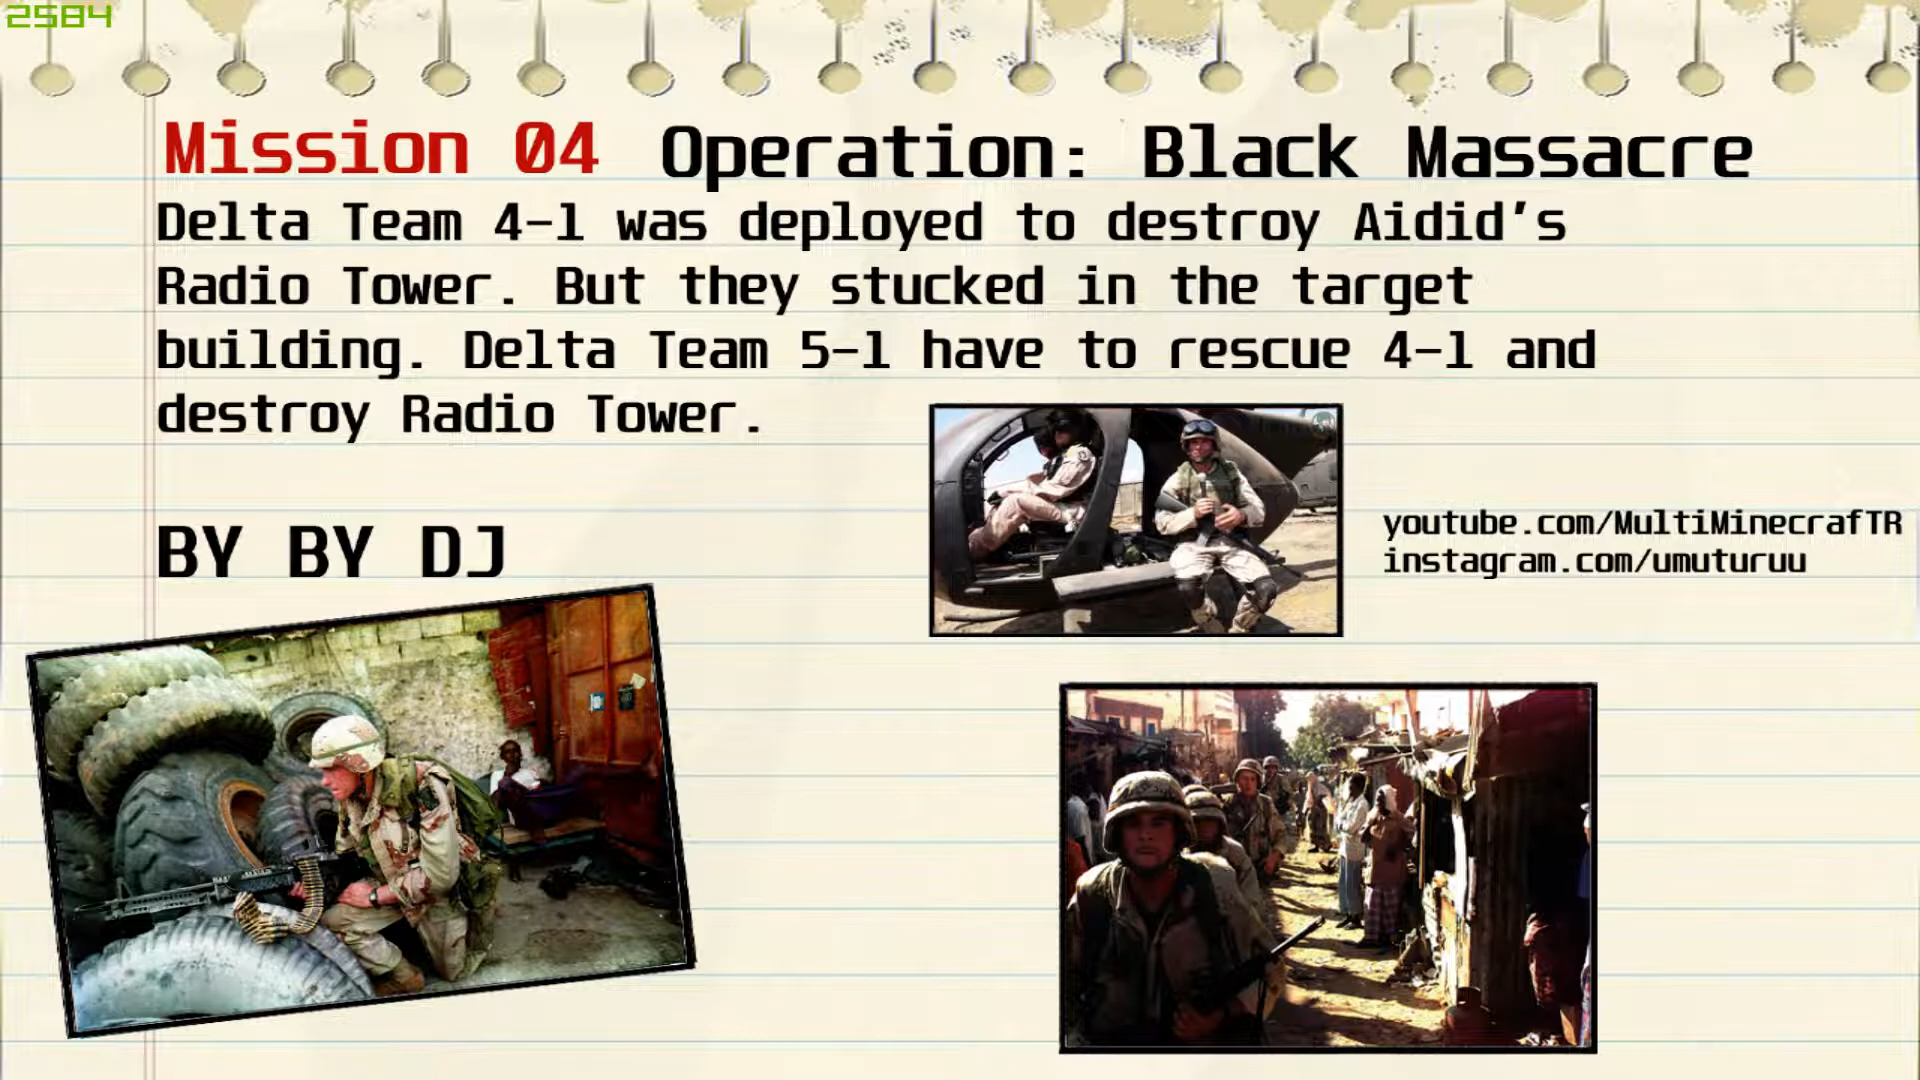 2584
Mission 04 Operation: Black Massacre
Delta Team 4-1 was deployed to destroy Aidid's
Radio Tower. But they stucked in the target
building. Delta Team 5-1 have to rescue 4-1 and
destroy Radio Tower.
BY BY DJ
youtube.com/MultiMinecrafTR
instagram.com/umuturuu